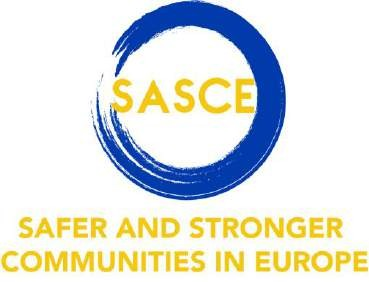 SASCE
SAFER AND STRONGER
COMMUNITIES IN EUROPE